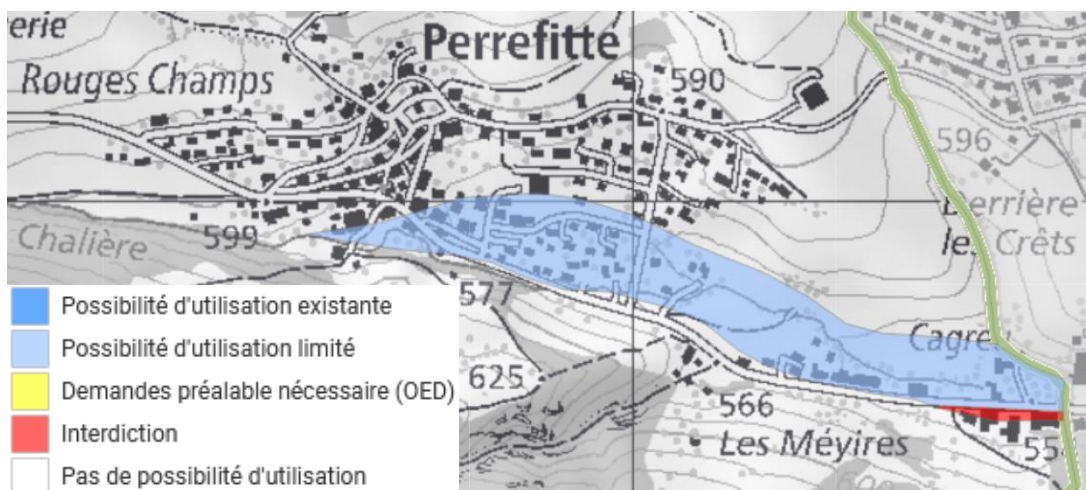 erie
Perrefitte
Rouges Champs
590
596
Derrière
les Crêts
599
Chalière
577
Possibilité d'utilisation existante
Possibilité d'utilisation limité
Cagre
Demandes préalable nécessaire (OED)
625
566
Interdiction
Les Méyires
554
Pas de possibilité d'utilisation